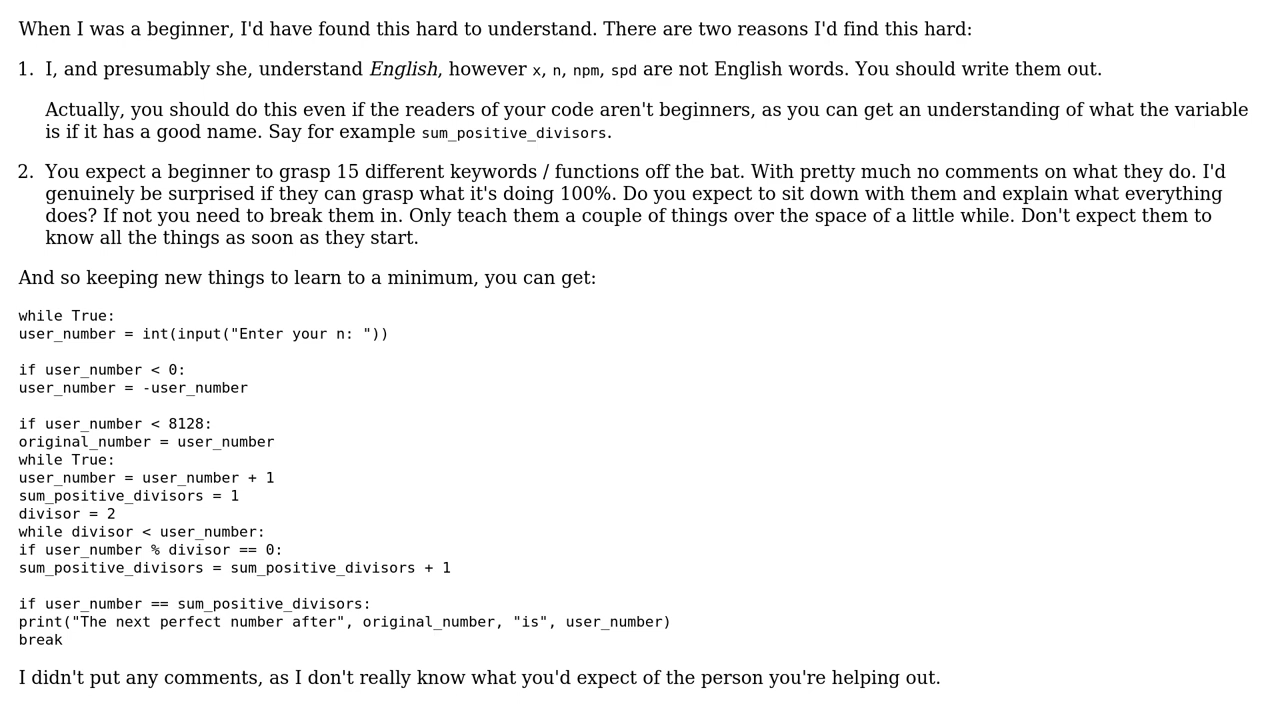 When I was a beginner, I'd have found this hard to understand. There are two reasons I'd find this hard:
1. I, and presumably she, understand English, however x, n, npm, spd are not English words. You should write them out.
Actually, you should do this even if the readers of your code aren't beginners, as you can get an understanding of what the variable
is if it has a good name. Say for example sum_positive_divisors.
2. You expect a beginner to grasp 15 different keywords / functions off the bat. With pretty much no comments on what they do. I'd
genuinely be surprised if they can grasp what it's doing 100%. Do you expect to sit down with them and explain what everything
does? If not you need to break them in. Only teach them a couple of things over the space of a little while. Don't expect them to
know all the things as soon as they start.
And so keeping new things to learn to a minimum, you can get:
while True:
user_number = int(input("Enter your n: "))
if user_number < 0:
user_number = -user_number
if user_number < 8128:
original_number = user_number
while True:
user_number = user_number + 1
sum_positive_divisors = 1
divisor = 2
while divisor < user_number:
if user_number % divisor == 0:
sum_positive_divisors = sum_positive_divisors + 1
if user_number == sum_positive_divisors:
print("The next perfect number after", original_number, "is", user_number)
break
I didn't put any comments, as I don't really know what you'd expect of the person you're helping out.